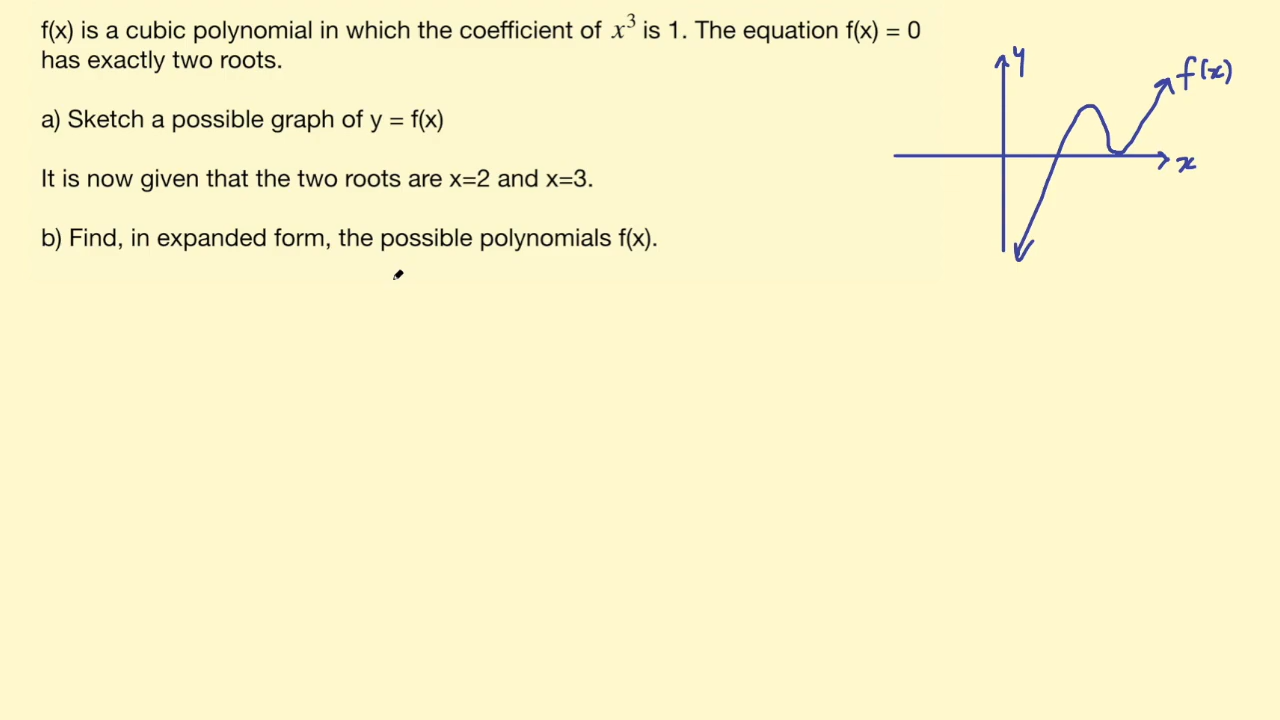 f(x) is a cubic polynomial in which the coefficient of x³ is 1. The equation f(x) = 0
has exactly two roots.
a) Sketch a possible graph of y = f(x)
It is now given that the two roots are x=2 and x=3.
b) Find, in expanded form, the possible polynomials f(x).
y
f(x)
x